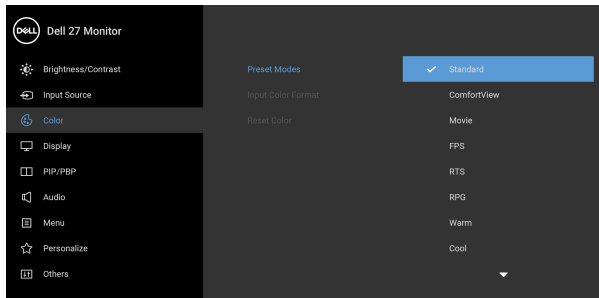 DELL Dell 27 Monitor
Brightness/Contrast Preset Modes Standard
Input Source Input Color Format ComfortView
Color Reset Color Movie
Display FPS
PIP/PBP RTS
Audio RPG
Menu Warm
Personalize Cool
Others